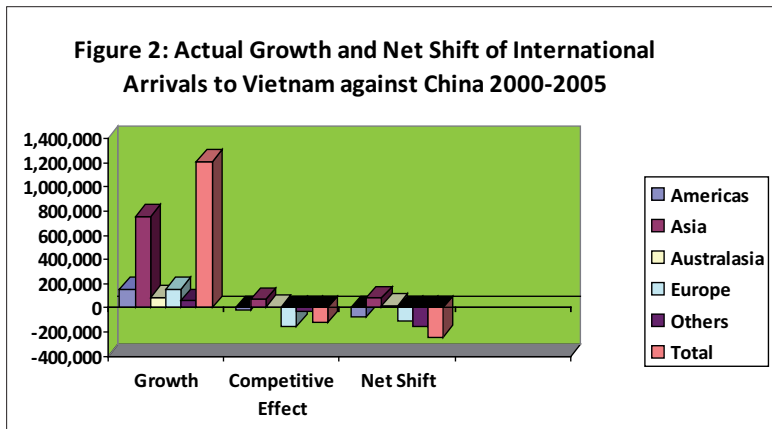 Figure 2: Actual Growth and Net Shift of International
Arrivals to Vietnam against China 2000-2005
1,400,000
1,200,000
1,000,000
800,000
600,000
400,000
200,000
0
-200,000
-400,000
Growth
Competitive
Effect
Net Shift
Americas
Asia
Australasia
Europe
Others
Total